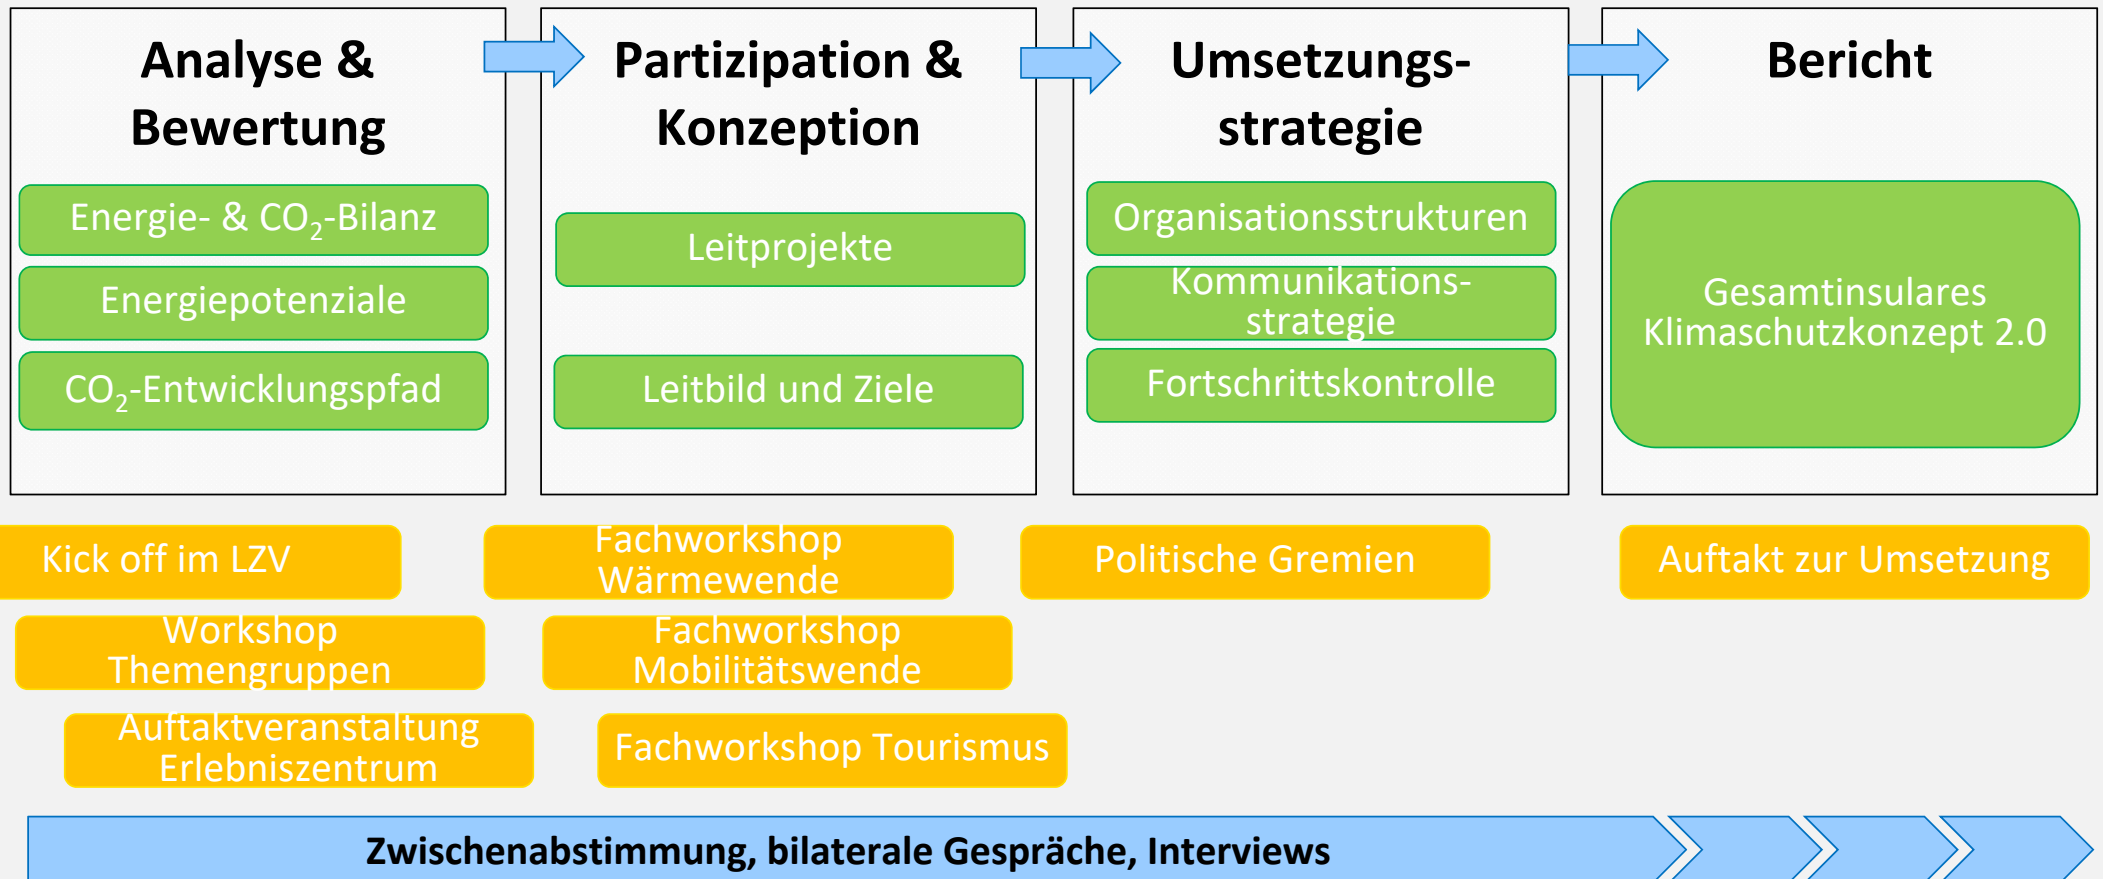 Analyse &
Bewertung
Energie- & CO₂-Bilanz
Energiepotenziale
CO₂-Entwicklungspfad
Partizipation &
Konzeption
Leitprojekte
Leitbild und Ziele
Umsetzungs-
strategie
Organisationsstrukturen
Kommunikations-
strategie
Fortschrittskontrolle
Bericht
Gesamtinsulares
Klimaschutzkonzept 2.0
Kick off im LZV
Workshop
Themengruppen
Auftaktveranstaltung
Erlebniszentrum
Fachworkshop
Wärmewende
Fachworkshop
Mobilitätswende
Fachworkshop Tourismus
Politische Gremien
Auftakt zur Umsetzung
Zwischenabstimmung, bilaterale Gespräche, Interviews